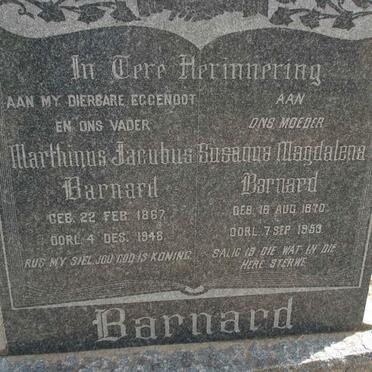 In Tere Herinnering
AAN MY DIERBARE EGGENOOT
EN ONS VADER
Marthinus Jacobus
Barnard
GEB. 22 FEB. 1867
OORL. 4 DES. 1948.
RUS MY SIEL, JOU GOD IS KONING.
AAN
ONS MOEDER
Susanna Magdalena
Barnard
GEB. 18 AUG. 1870
OORL. 7 SEP. 1959
SALIG IS DIE WAT IN DIE
HERE STERWE.
Barnard